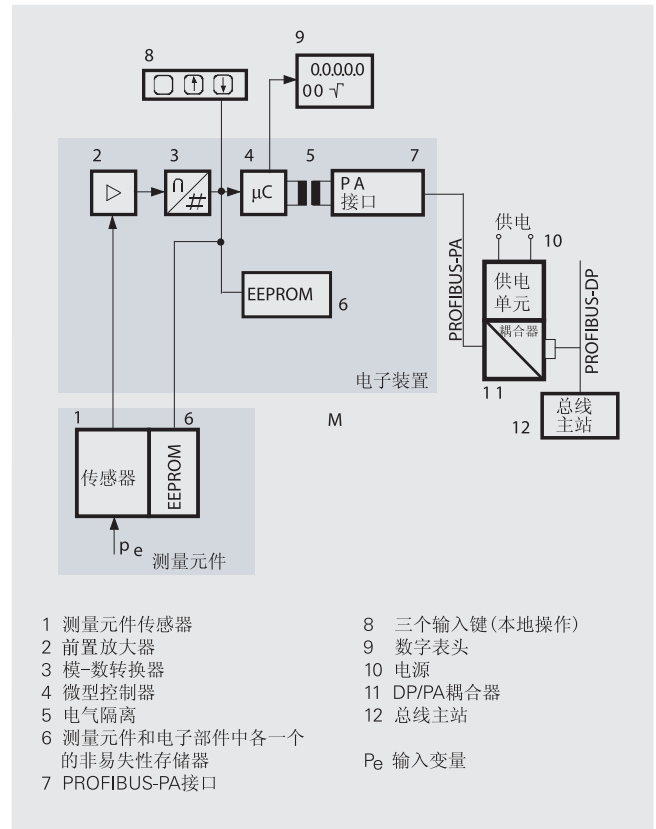 9
8
0.0.0.0.0
00 √
2
3
4
5
7
∩
#
μC
PA
接口
供电
10
EEPROM
6
PROFIBUS-PA
供电
单元
耦合器
PROFIBUS-DP
电子装置
11
总线
主站
12
1
6
M
传感器
EEPROM
pe
测量元件
1 测量元件传感器
2 前置放大器
3 模-数转换器
4 微型控制器
5 电气隔离
6 测量元件和电子部件中各一个
的非易失性存储器
7 PROFIBUS-PA接口
8 三个输入键(本地操作)
9 数字表头
10 电源
11 DP/PA耦合器
12 总线主站
Pe 输入变量